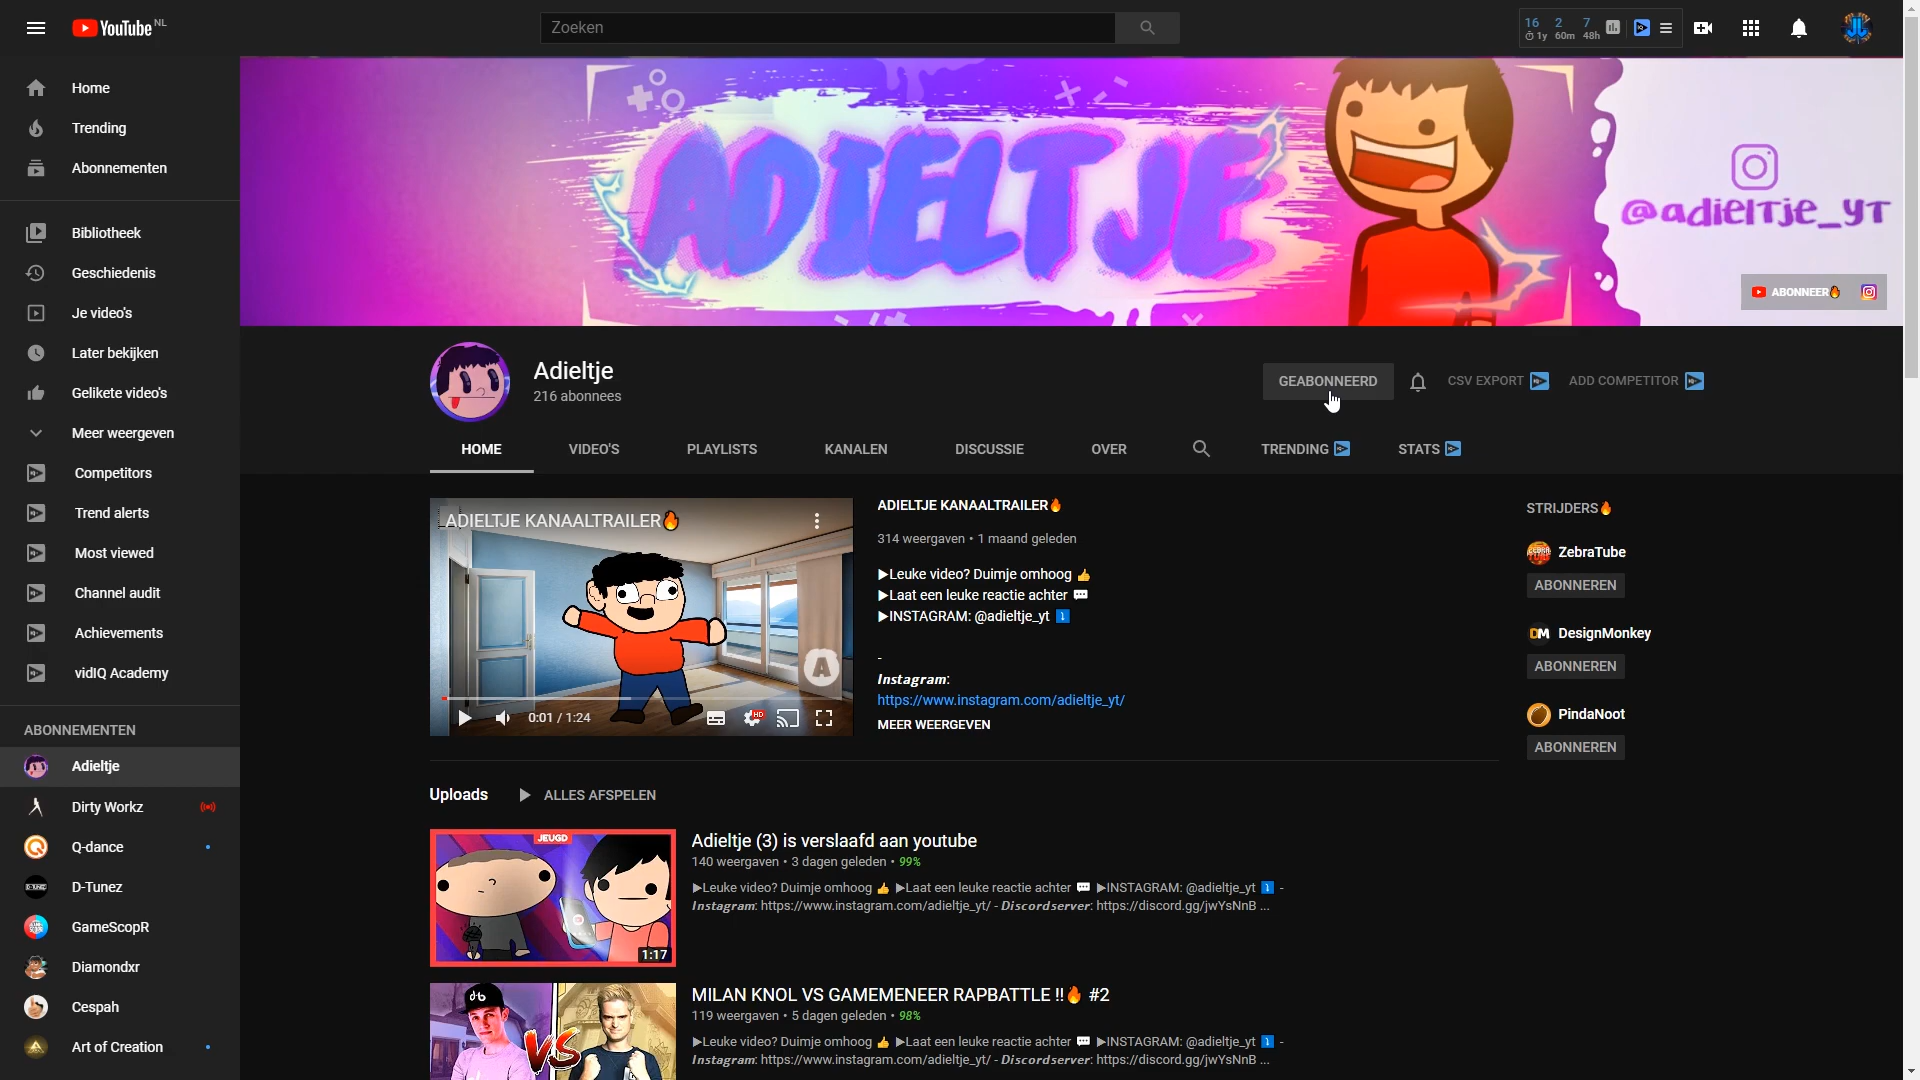 YouTube NL
Zoeken
16 2 7
1y 60m 48h
Home
Trending
Abonnementen
Bibliotheek
Geschiedenis
Je video's
Later bekijken
Gelikete video's
Meer weergeven
Competitors
Trend alerts
Most viewed
Channel audit
Achievements
vidIQ Academy
ABONNEMENTEN
Adieltje
Dirty Workz
Q-dance
D-Tunez
GameScopR
Diamondxr
Cespah
Art of Creation
ADIELTJE
@adieltje_YT
ABONNEER🔥
Adieltje
216 abonnees
GEABONNEERD
CSV EXPORT
ADD COMPETITOR
HOME
VIDEO'S
PLAYLISTS
KANALEN
DISCUSSIE
OVER
TRENDING
STATS
ADIELTJE KANAALTRAILER🔥
A
0:01 / 1:24
HD
ADIELTJE KANAALTRAILER🔥
314 weergaven • 1 maand geleden
▶Leuke video? Duimje omhoog 👍
▶Laat een leuke reactie achter 💬
▶INSTAGRAM: @adieltje_yt ⤵
-
Instagram:
https://www.instagram.com/adieltje_yt/
MEER WEERGEVEN
STRIJDERS🔥
ZebraTube
ABONNEREN
DM DesignMonkey
ABONNEREN
PindaNoot
ABONNEREN
Uploads
ALLES AFSPELEN
JEUGD
1:17
Adieltje (3) is verslaafd aan youtube
140 weergaven • 3 dagen geleden • 99%
▶Leuke video? Duimje omhoog 👍 ▶Laat een leuke reactie achter 💬 ▶INSTAGRAM: @adieltje_yt ⤵ -
Instagram: https://www.instagram.com/adieltje_yt/ - Discordserver: https://discord.gg/jwYsNnB ...
VS
MILAN KNOL VS GAMEMENEER RAPBATTLE !!🔥 #2
119 weergaven • 5 dagen geleden • 98%
▶Leuke video? Duimje omhoog 👍 ▶Laat een leuke reactie achter 💬 ▶INSTAGRAM: @adieltje_yt ⤵ -
Instagram: https://www.instagram.com/adieltje_yt/ - Discordserver: https://discord.gg/jwYsNnB ...